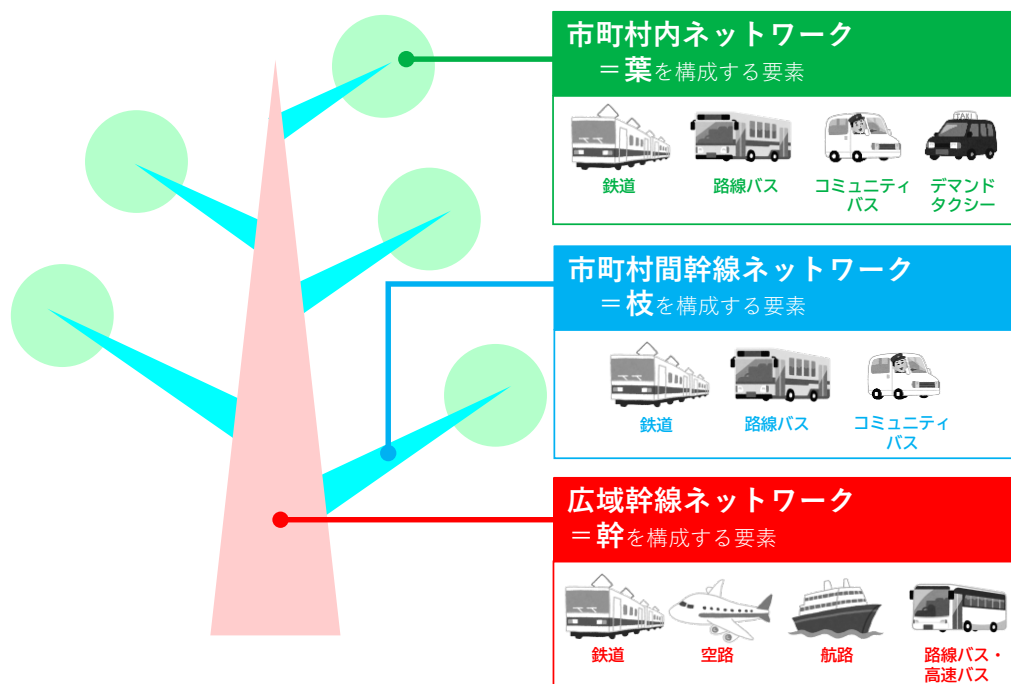 市町村内ネットワーク
＝葉を構成する要素
TAXI
鉄道
路線バス
コミュニティ
バス
デマンド
タクシー
市町村間幹線ネットワーク
＝枝を構成する要素
鉄道
路線バス
コミュニティ
バス
広域幹線ネットワーク
＝幹を構成する要素
鉄道
空路
航路
路線バス・
高速バス